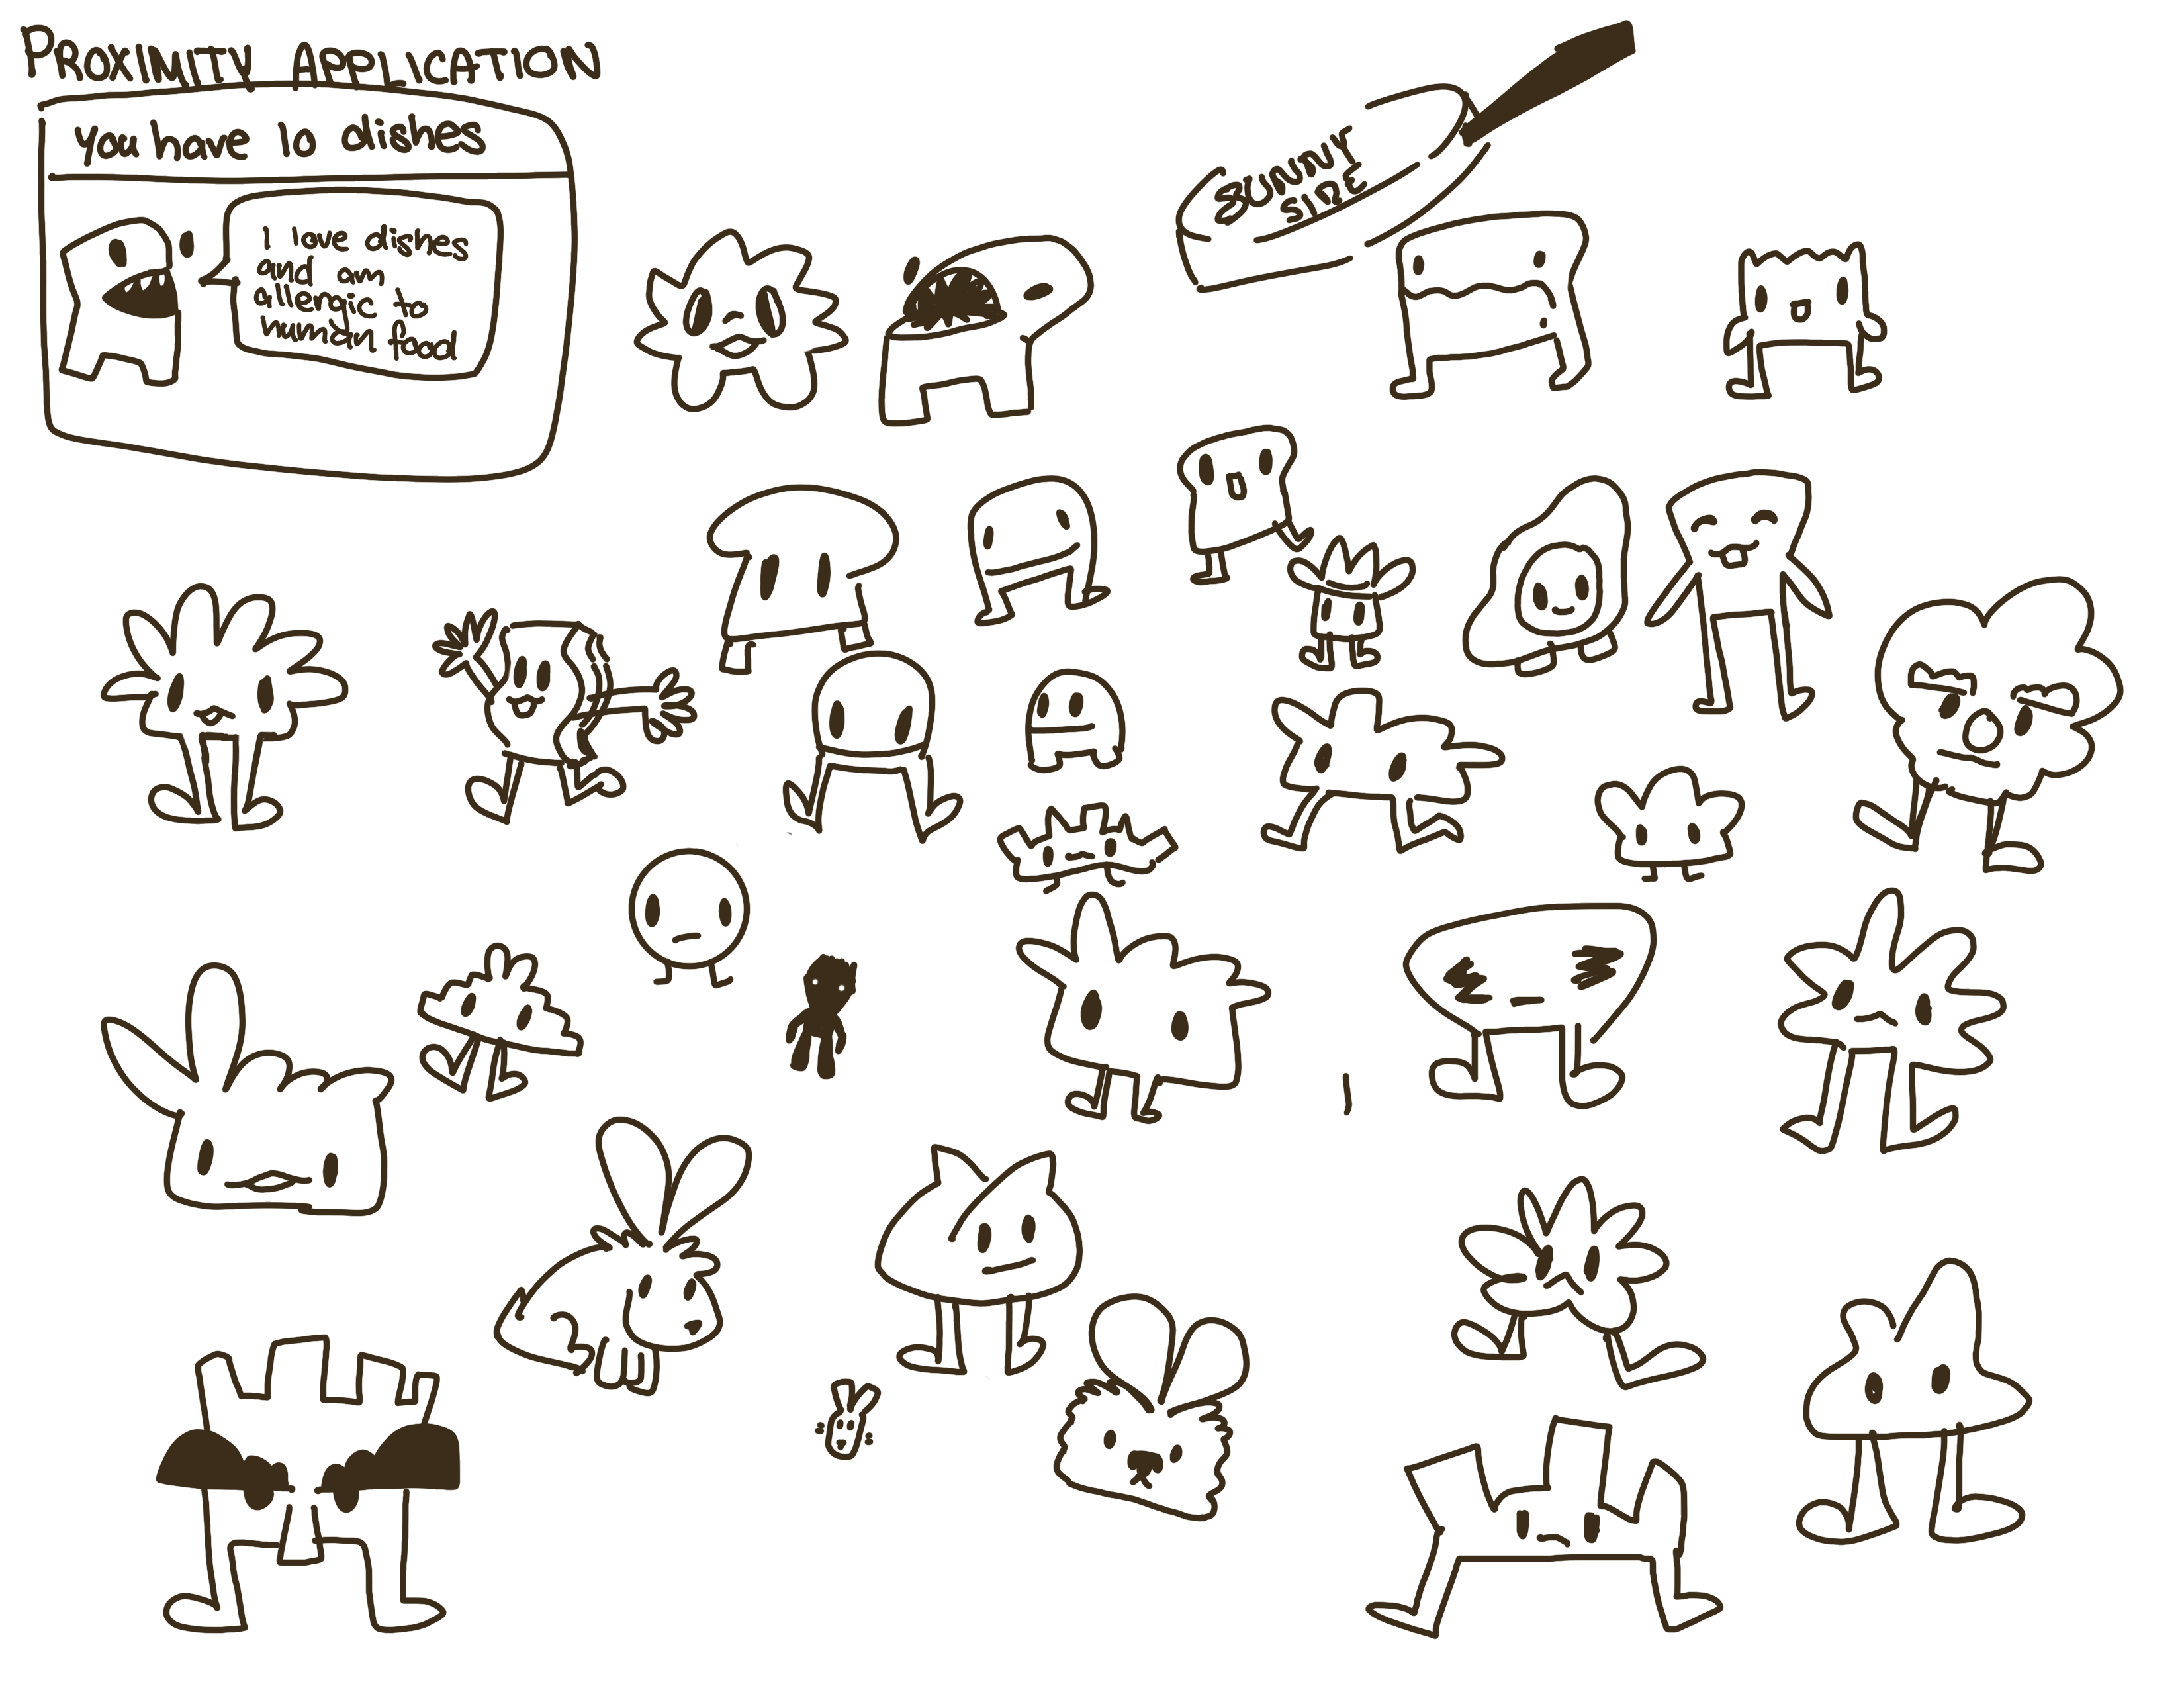 PROXIMITY APPLICATION
You have 10 dishes
I love dishes
and am
allergic to
human food
SUNNY
SIDE